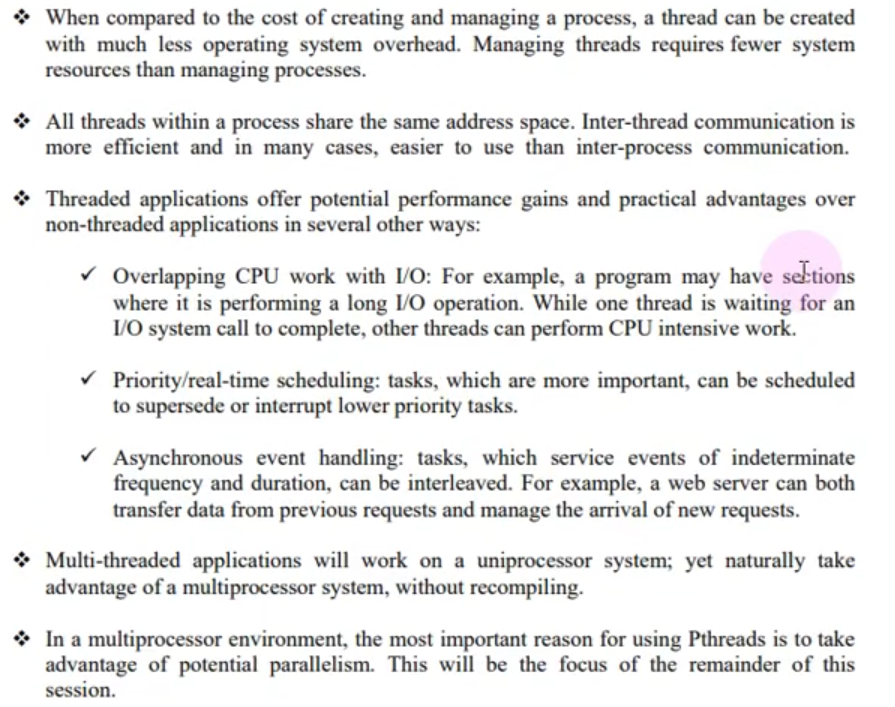 ❖ When compared to the cost of creating and managing a process, a thread can be created
with much less operating system overhead. Managing threads requires fewer system
resources than managing processes.
❖ All threads within a process share the same address space. Inter-thread communication is
more efficient and in many cases, easier to use than inter-process communication.
❖ Threaded applications offer potential performance gains and practical advantages over
non-threaded applications in several other ways:
✓ Overlapping CPU work with I/O: For example, a program may have sections
where it is performing a long I/O operation. While one thread is waiting for an
I/O system call to complete, other threads can perform CPU intensive work.
✓ Priority/real-time scheduling: tasks, which are more important, can be scheduled
to supersede or interrupt lower priority tasks.
✓ Asynchronous event handling: tasks, which service events of indeterminate
frequency and duration, can be interleaved. For example, a web server can both
transfer data from previous requests and manage the arrival of new requests.
❖ Multi-threaded applications will work on a uniprocessor system; yet naturally take
advantage of a multiprocessor system, without recompiling.
❖ In a multiprocessor environment, the most important reason for using Pthreads is to take
advantage of potential parallelism. This will be the focus of the remainder of this
session.